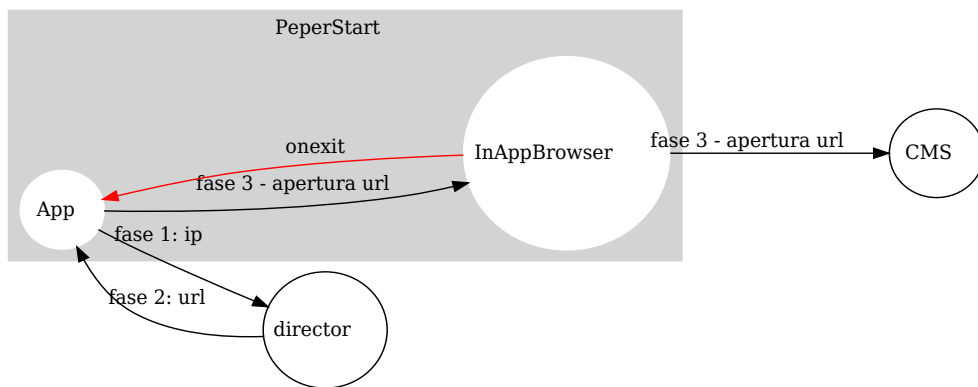 PeperStart
onexit
fase 3 - apertura url
InAppBrowser
fase 3 - apertura url
CMS
App
fase 1: ip
fase 2: url
director